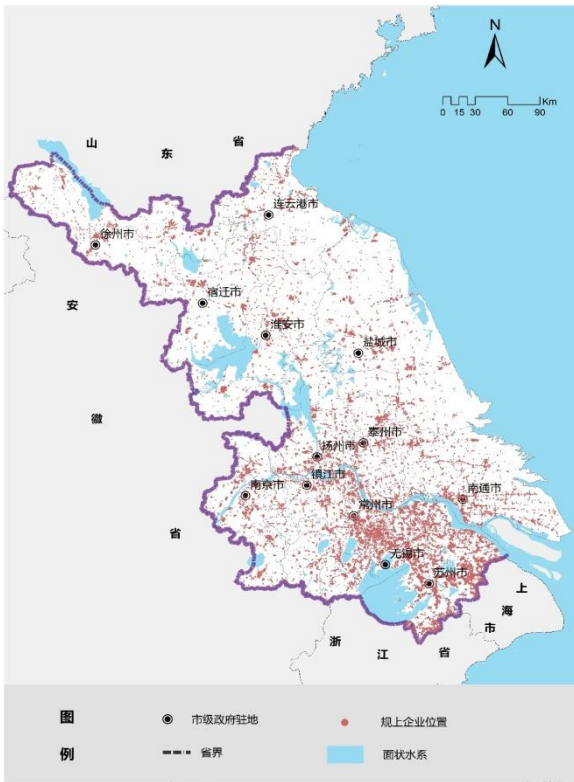 N
Km
0 15 30 60 90
山 东 省
连云港市
徐州市
宿迁市
安
淮安市
盐城市
徽
泰州市
扬州市
镇江市
南京市
南通市
常州市
省
无锡市
苏州市
上
海
市
浙 江 省
图 市级政府驻地 规上企业位置
例 省界 面状水系